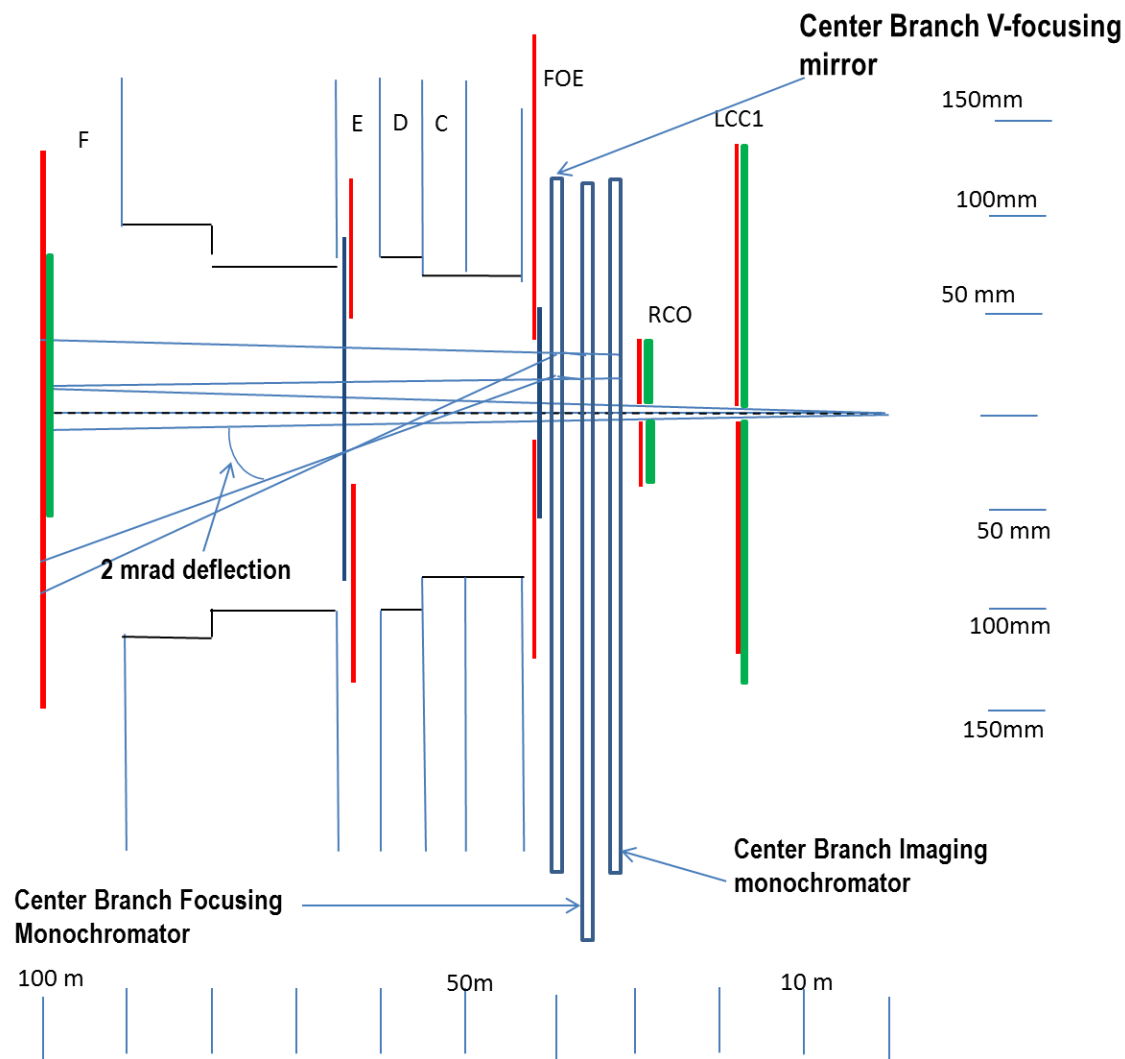 Center Branch V-focusing
mirror
FOE
150mm
LCC1
E
D
C
F
100mm
50 mm
RCO
50 mm
2 mrad deflection
100mm
150mm
Center Branch Imaging
monochromator
Center Branch Focusing
Monochromator
100 m
50m
10 m